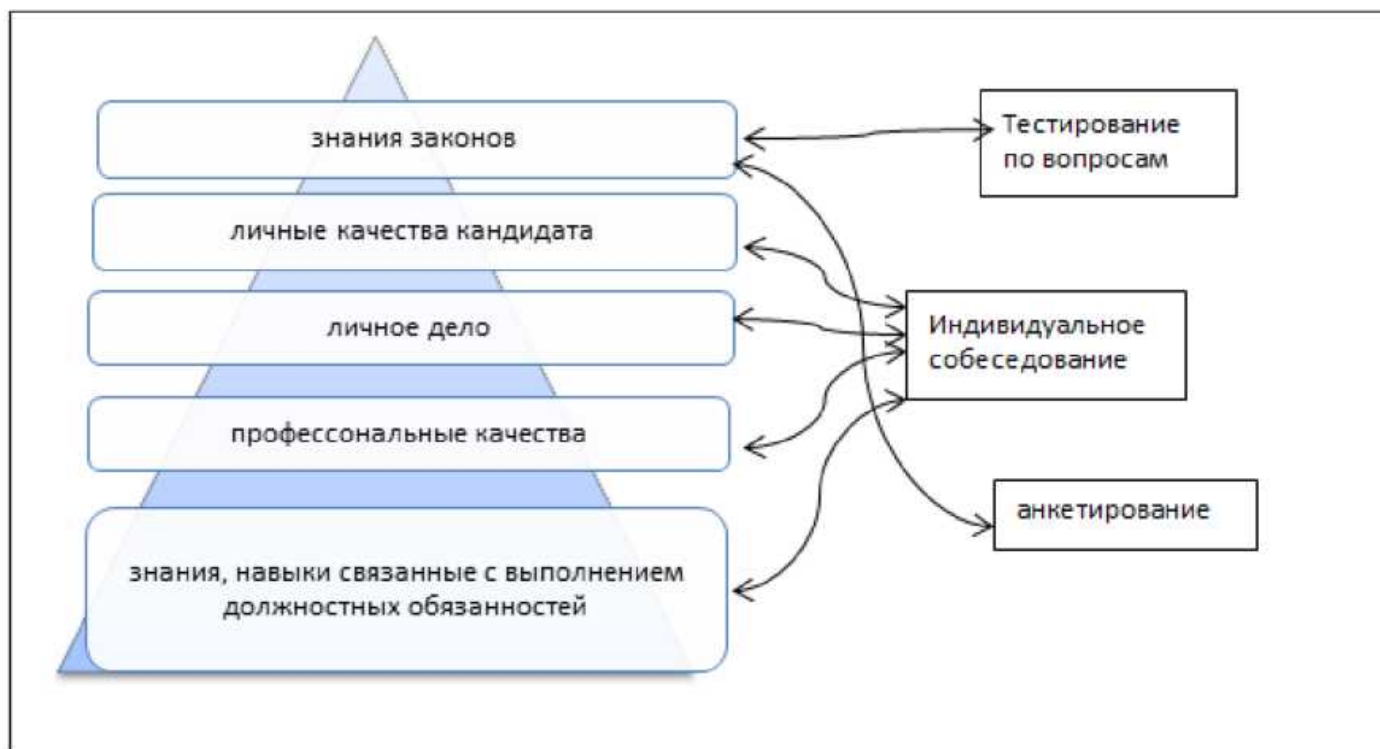 знания законов
личные качества кандидата
личное дело
профессональные качества
знания, навыки связанные с выполнением
должностных обязанностей
Тестирование
по вопросам
Индивидуальное
собеседование
анкетирование